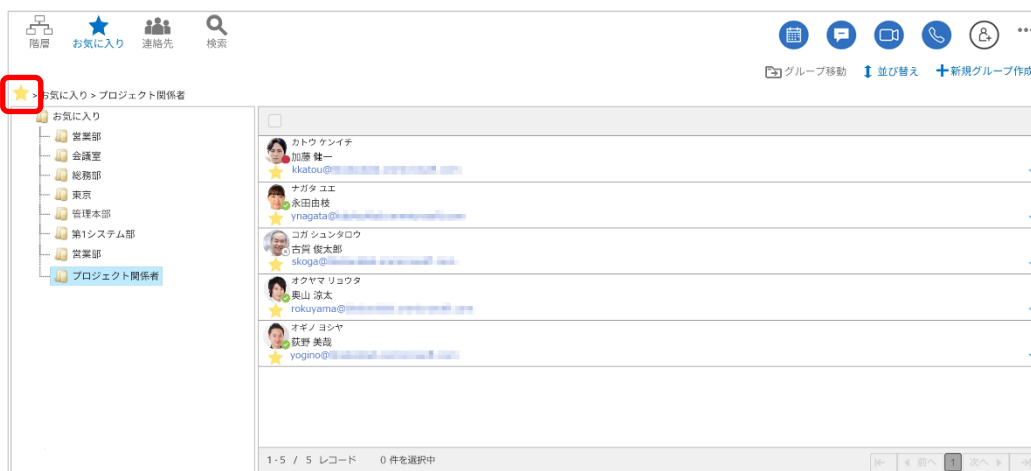 階層 お気に入り 連絡先 検索
グループ移動 並び替え 新規グループ作成
> お気に入り > プロジェクト関係者
お気に入り
営業部
会議室
総務部
東京
管理本部
第1システム部
営業部
プロジェクト関係者
カトウ ケンイチ
加藤 健一
kkatou@
ナガタ ユエ
永田由枝
ynagata@
コガ シュンタロウ
古賀 俊太郎
skoga@
オクヤマ リョウタ
奥山 涼太
rokuyama@
オギノ ヨシヤ
荻野 美哉
yogino@
1-5 / 5 レコード 0 件を選択中
前へ 1 次へ